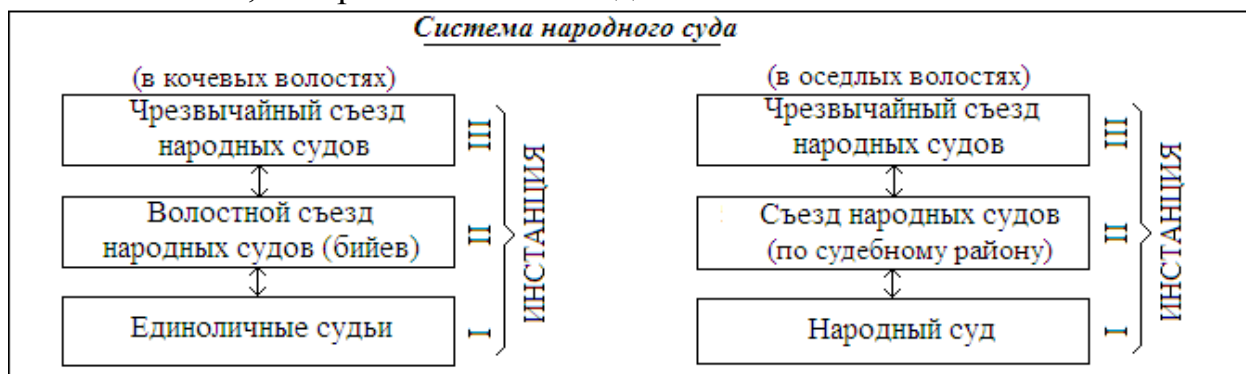 Система народного суда
(в кочевых волостях)
Чрезвычайный съезд
народных судов
III
Волостной съезд
народных судов (бийев)
II
Единоличные судьи
I
ИНСТАНЦИЯ
(в оседлых волостях)
Чрезвычайный съезд
народных судов
III
Съезд народных судов
(по судебному району)
II
Народный суд
I
ИНСТАНЦИЯ